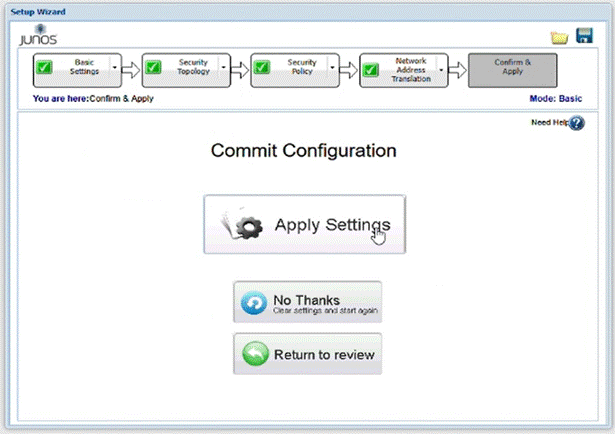 Setup Wizard
JUNOS
Basic
Settings
Security
Topology
Security
Policy
Network
Address
Translation
Confirm &
Apply
You are here:Confirm & Apply
Mode: Basic
Need Help
?
Commit Configuration
Apply Settings
No Thanks
Clear settings and start again
Return to review